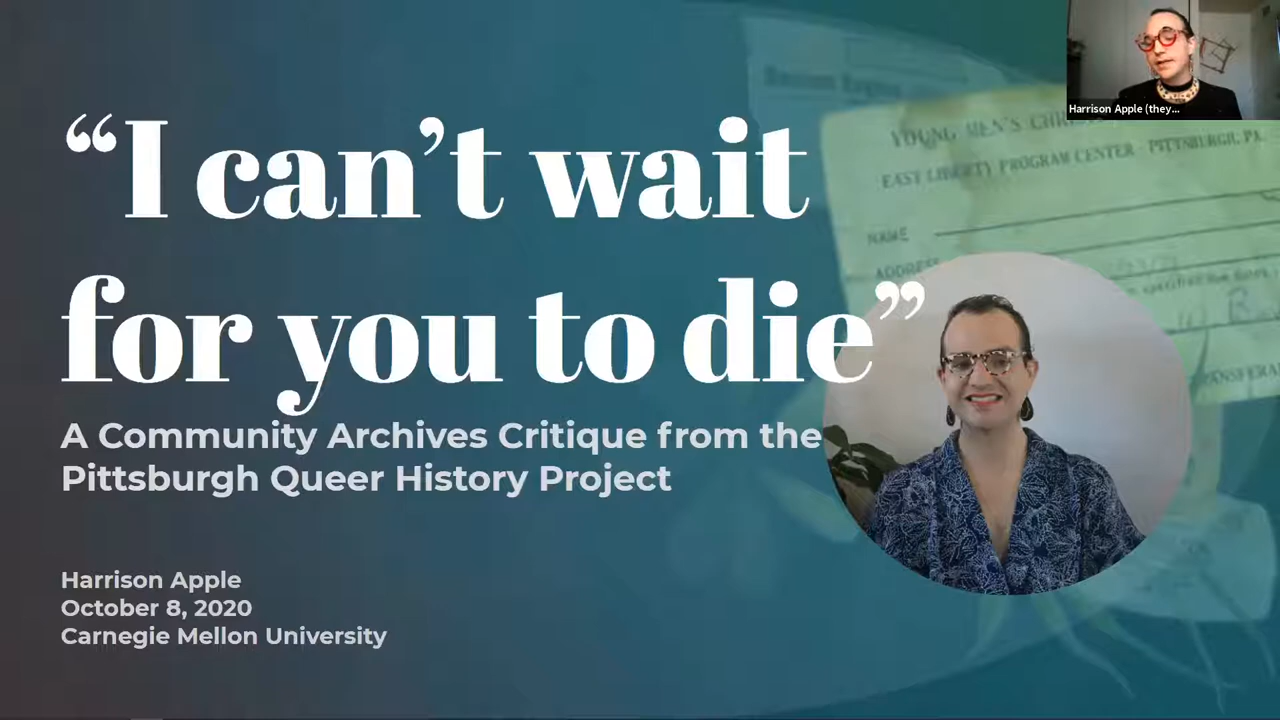 “I can’t wait
for you to die”
A Community Archives Critique from the
Pittsburgh Queer History Project
Harrison Apple
October 8, 2020
Carnegie Mellon University
Harrison Apple (they...
YOUNG MEN'S
EAST LIBERTY PROGRAM CENTER PITTSBURGH, PA.
NAME
ADDRESS